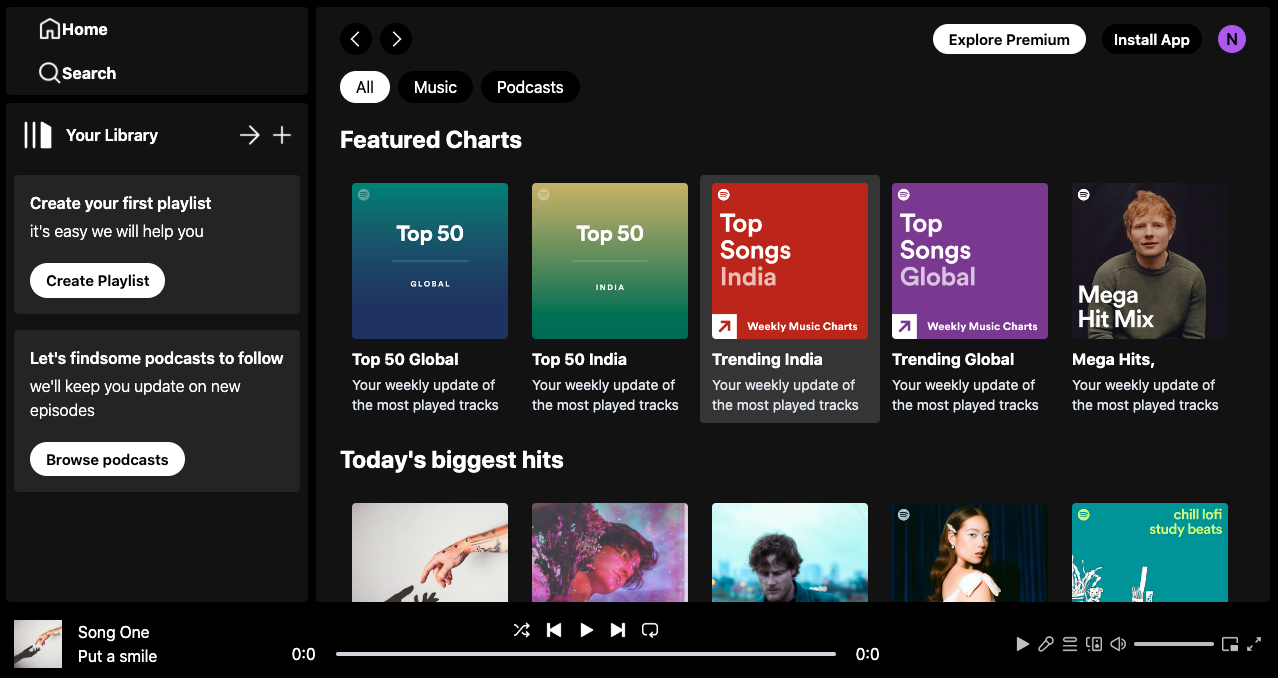 Home
Search
Your Library
Create your first playlist
it's easy we will help you
Create Playlist
Let's findsome podcasts to follow
we'll keep you update on new
episodes
Browse podcasts
Explore Premium
Install App
N
All
Music
Podcasts
Featured Charts
Top 50
GLOBAL
Top 50 Global
Your weekly update of
the most played tracks
Top 50
INDIA
Top 50 India
Your weekly update of
the most played tracks
Top
Songs
India
Weekly Music Charts
Trending India
Your weekly update of
the most played tracks
Top
Songs
Global
Weekly Music Charts
Trending Global
Your weekly update of
the most played tracks
Mega
Hit Mix
Mega Hits,
Your weekly update of
the most played tracks
Today's biggest hits
chill lofi
study beats
Song One
Put a smile
0:0
0:0